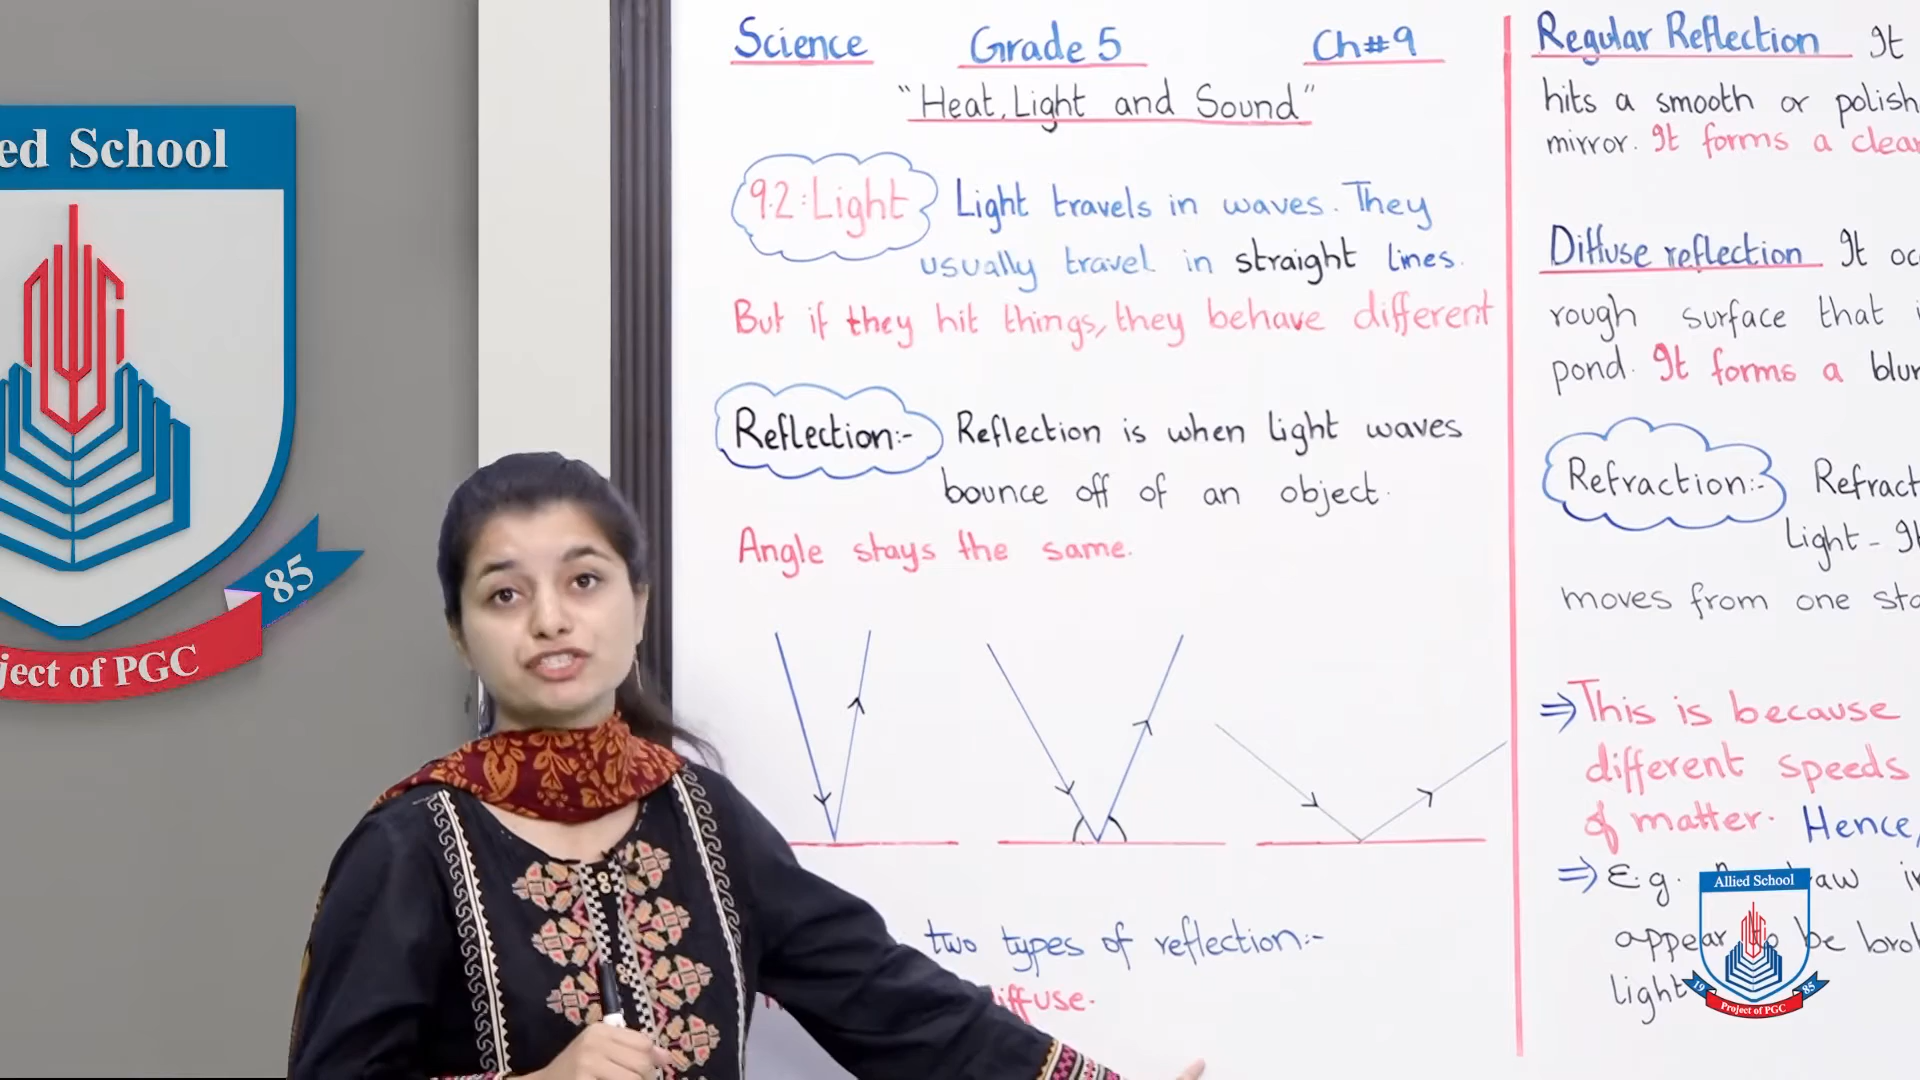 ed School
85
ject of PGC
Science Grade 5 Ch#9
"Heat, Light and Sound"
9.2: Light Light travels in waves. They
usually travel in straight lines.
But if they hit things, they behave different
Reflection:- Reflection is when light waves
bounce off of an object.
Angle stays the same.
two types of reflection:-
iffuse.
Regular Reflection It
hits a smooth or polish
mirror. It forms a clear
Diffuse reflection It oc
rough surface that i
pond. It forms a blur
Refraction:- Refract
Light - It
moves from one sta
⇒ This is because
different speeds
of matter. Hence,
⇒ E.g. aw in
appear to be brok
light
Allied School
19 85
Project of PGC